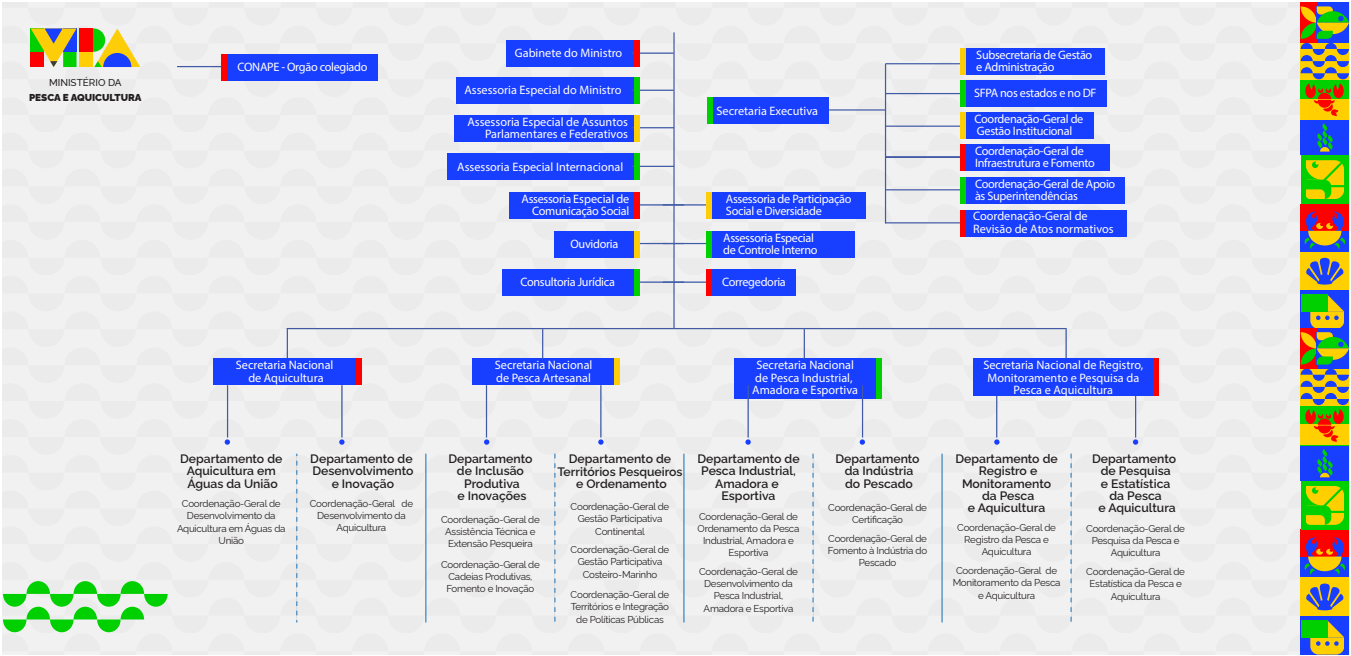 MPA
MINISTÉRIO DA
PESCA E AQUICULTURA
CONAPE - Orgão colegiado
Gabinete do Ministro
Assessoria Especial do Ministro
Assessoria Especial de Assuntos
Parlamentares e Federativos
Assessoria Especial Internacional
Assessoria Especial de
Comunicação Social
Ouvidoria
Consultoria Jurídica
Secretaria Executiva
Assessoria de Participação
Social e Diversidade
Assessoria Especial
de Controle Interno
Corregedoria
Subsecretaria de Gestão
e Administração
SFPA nos estados e no DF
Coordenação-Geral de
Gestão Institucional
Coordenação-Geral de
Infraestrutura e Fomento
Coordenação-Geral de Apoio
às Superintendências
Coordenação-Geral de
Revisão de Atos normativos
Secretaria Nacional
de Aquicultura
Secretaria Nacional
de Pesca Artesanal
Secretaria Nacional
de Pesca Industrial,
Amadora e Esportiva
Secretaria Nacional de Registro,
Monitoramento e Pesquisa da
Pesca e Aquicultura
Departamento de
Aquicultura em
Águas da União
Coordenação-Geral de
Desenvolvimento da
Aquicultura em Águas da
União
Departamento de
Desenvolvimento
e Inovação
Coordenação-Geral de
Desenvolvimento da
Aquicultura
Departamento
de Inclusão
Produtiva
e Inovações
Coordenação-Geral de
Assistência Técnica e
Extensão Pesqueira
Coordenação-Geral de
Cadeias Produtivas,
Fomento e Inovação
Departamento de
Territórios Pesqueiros
e Ordenamento
Coordenação-Geral de
Gestão Participativa
Continental
Coordenação-Geral de
Gestão Participativa
Costeiro-Marinho
Coordenação-Geral de
Territórios e Integração
de Políticas Públicas
Departamento de
Pesca Industrial,
Amadora e
Esportiva
Coordenação-Geral de
Ordenamento da Pesca
Industrial, Amadora e
Esportiva
Coordenação-Geral de
Desenvolvimento da
Pesca Industrial,
Amadora e Esportiva
Departamento
da Indústria
do Pescado
Coordenação-Geral de
Certificação
Coordenação-Geral de
Fomento à Indústria do
Pescado
Departamento de
Registro e
Monitoramento
da Pesca
e Aquicultura
Coordenação-Geral de
Registro da Pesca e
Aquicultura
Coordenação-Geral de
Monitoramento da Pesca
e Aquicultura
Departamento
de Pesquisa
e Estatística
da Pesca
e Aquicultura
Coordenação-Geral de
Pesquisa da Pesca e
Aquicultura
Coordenação-Geral de
Estatística da Pesca e
Aquicultura